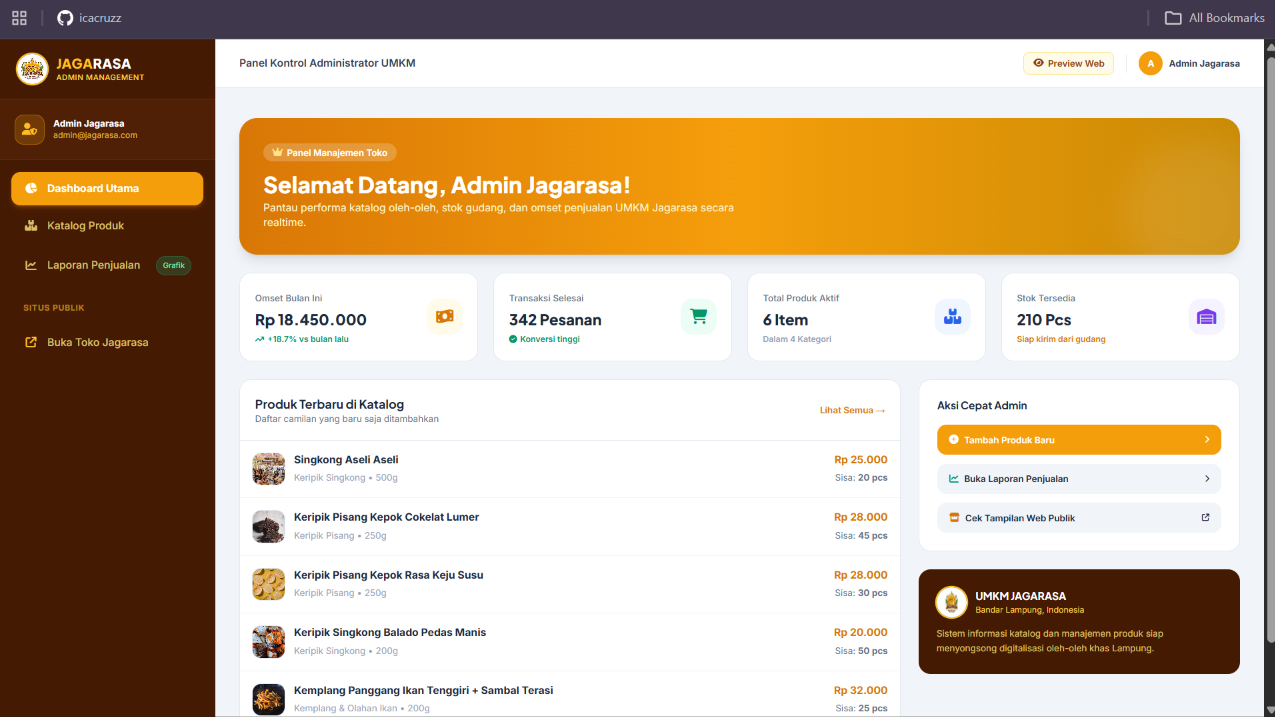 icacruzz
All Bookmarks
JAGARASA
ADMIN MANAGEMENT
Admin Jagarasa
admin@jagarasa.com
Dashboard Utama
Katalog Produk
Laporan Penjualan
Grafik
SITUS PUBLIK
Buka Toko Jagarasa
Panel Kontrol Administrator UMKM
Preview Web
A
Admin Jagarasa
Panel Manajemen Toko
Selamat Datang, Admin Jagarasa!
Pantau performa katalog oleh-oleh, stok gudang, dan omset penjualan UMKM Jagarasa secara
realtime.
Omset Bulan Ini
Rp 18.450.000
+18.7% vs bulan lalu
Transaksi Selesai
342 Pesanan
Konversi tinggi
Total Produk Aktif
6 Item
Dalam 4 Kategori
Stok Tersedia
210 Pcs
Siap kirim dari gudang
Produk Terbaru di Katalog
Daftar camilan yang baru saja ditambahkan
Lihat Semua →
Singkong Aseli Aseli
Keripik Singkong • 500g
Rp 25.000
Sisa: 20 pcs
Keripik Pisang Kepok Cokelat Lumer
Keripik Pisang • 250g
Rp 28.000
Sisa: 45 pcs
Keripik Pisang Kepok Rasa Keju Susu
Keripik Pisang • 250g
Rp 28.000
Sisa: 30 pcs
Keripik Singkong Balado Pedas Manis
Keripik Singkong • 200g
Rp 20.000
Sisa: 50 pcs
Kemplang Panggang Ikan Tenggiri + Sambal Terasi
Kemplang & Olahan Ikan • 200g
Rp 32.000
Sisa: 25 pcs
Aksi Cepat Admin
Tambah Produk Baru
Buka Laporan Penjualan
Cek Tampilan Web Publik
UMKM JAGARASA
Bandar Lampung, Indonesia
Sistem informasi katalog dan manajemen produk siap
menyongsong digitalisasi oleh-oleh khas Lampung.